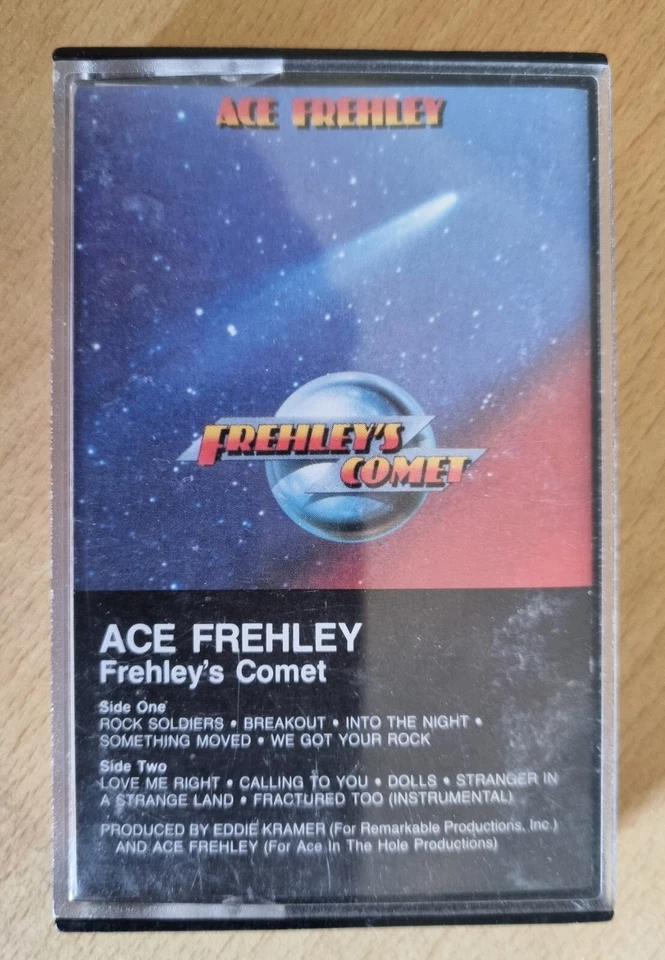 ACE FREHLEY
FREHLEY'S
COMET
ACE FREHLEY
Frehley's Comet
Side One
ROCK SOLDIERS • BREAKOUT • INTO THE NIGHT •
SOMETHING MOVED • WE GOT YOUR ROCK
Side Two
LOVE ME RIGHT • CALLING TO YOU • DOLLS • STRANGER IN
A STRANGE LAND • FRACTURED TOO (INSTRUMENTAL)
PRODUCED BY EDDIE KRAMER (For Remarkable Productions, Inc.)
AND ACE FREHLEY (For Ace In The Hole Productions)